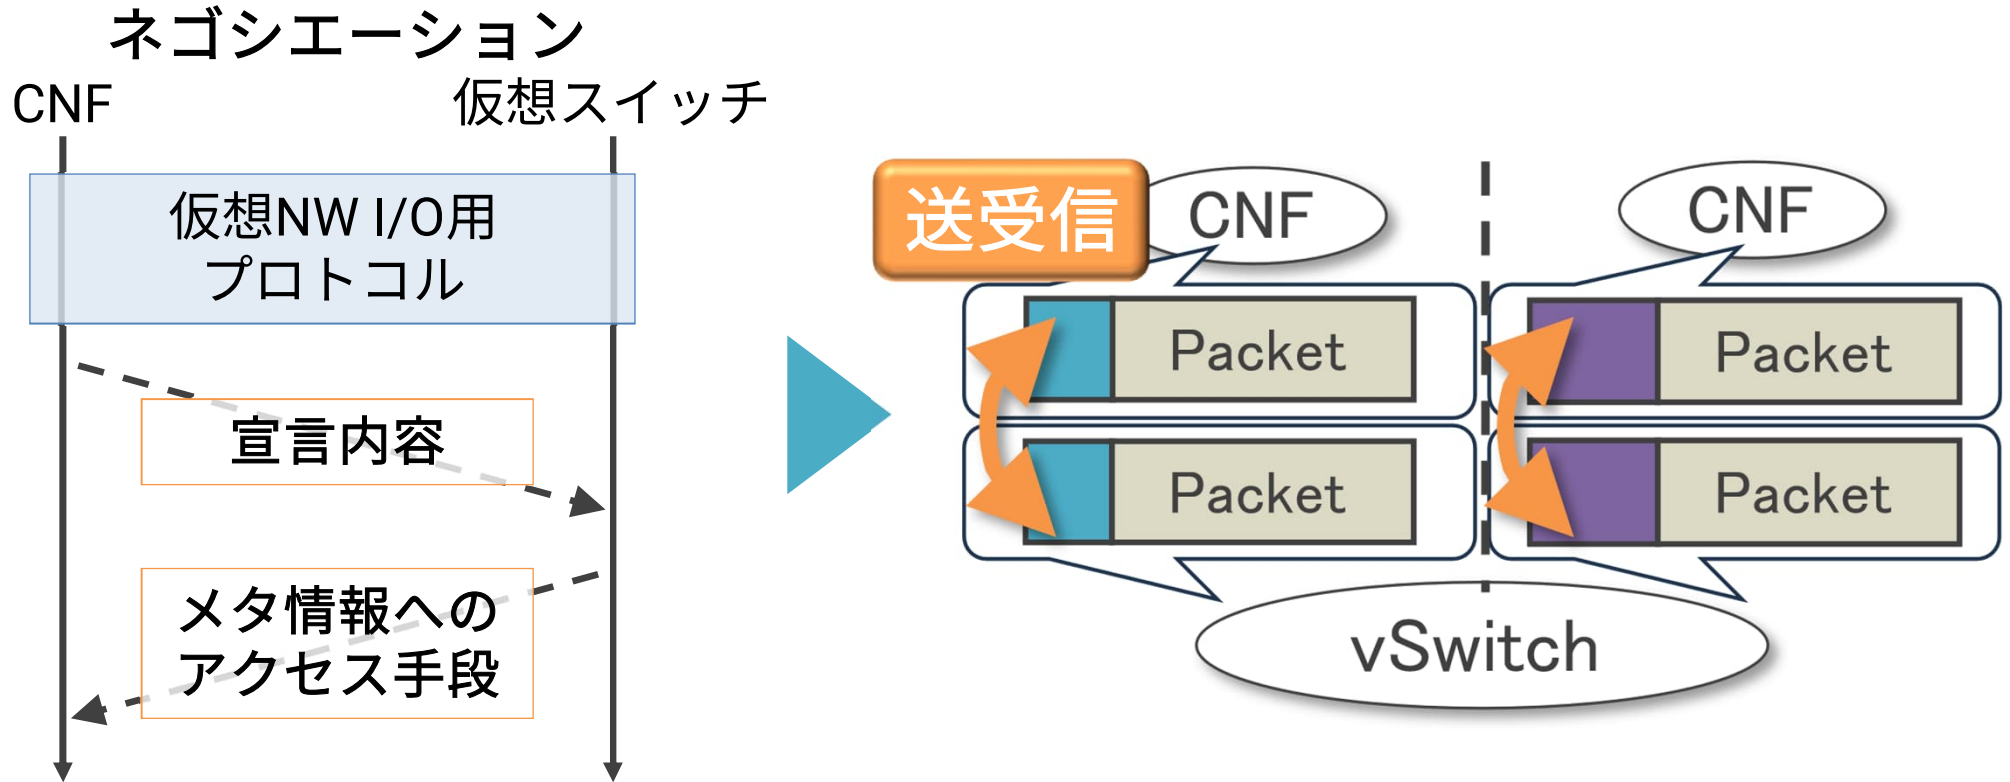 ネゴシエーション
CNF
仮想スイッチ
仮想NW I/O用
プロトコル
宣言内容
メタ情報への
アクセス手段
送受信
CNF
CNF
Packet
Packet
Packet
Packet
vSwitch